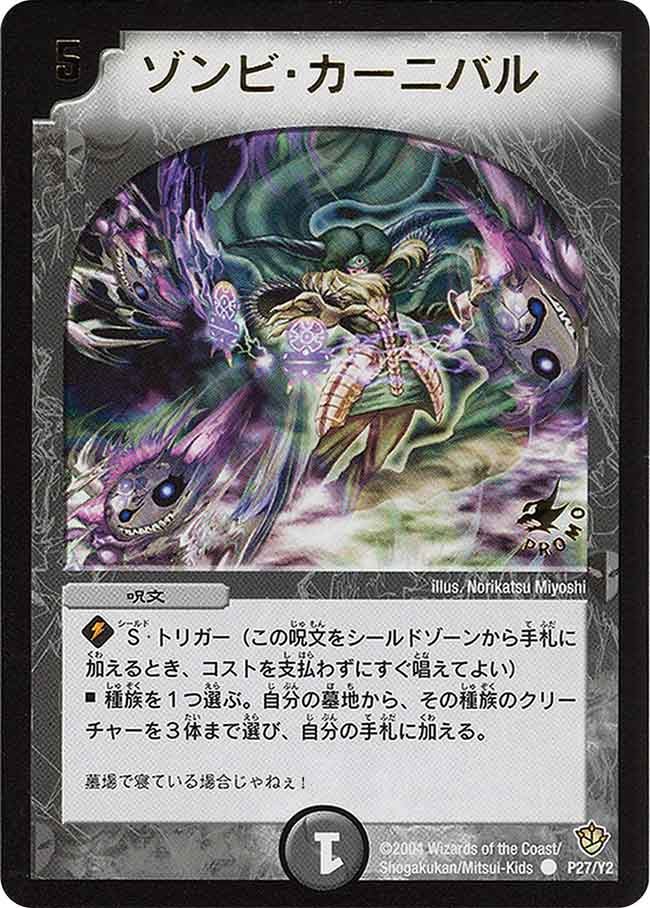 5
ゾンビ・カーニバル
PROMO
illus. Norikatsu Miyoshi
呪文
S・トリガー（この呪文をシールドゾーンから手札に
加えるとき、コストを支払わずにすぐ唱えてよい）
■ 種族を1つ選ぶ。自分の墓地から、その種族のクリー
チャーを3体まで選び、自分の手札に加える。
墓場で寝ている場合じゃねぇ！
1
©2004 Wizards of the Coast/
Shogakukan/Mitsui-Kids ● P27/Y2